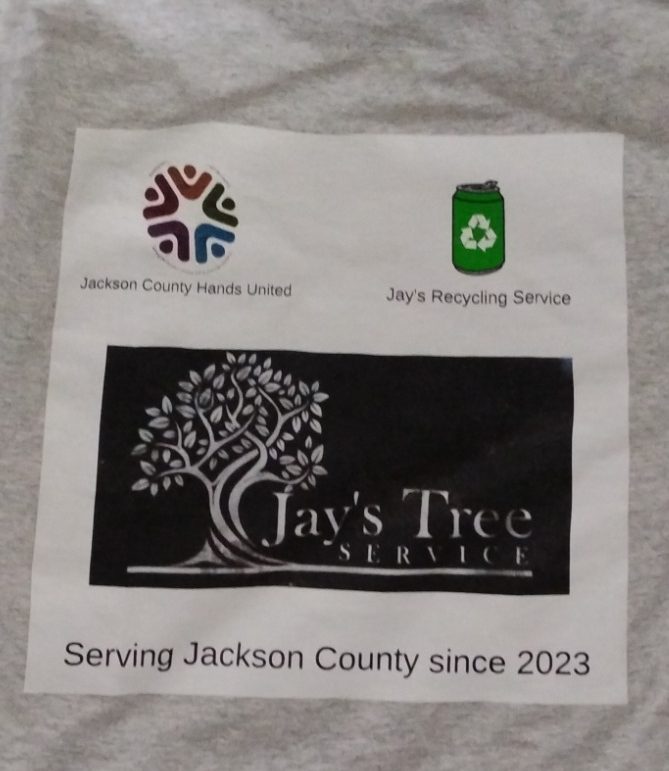 Jackson County Hands United
Jay's Recycling Service
Jay's Tree
SERVICE
Serving Jackson County since 2023